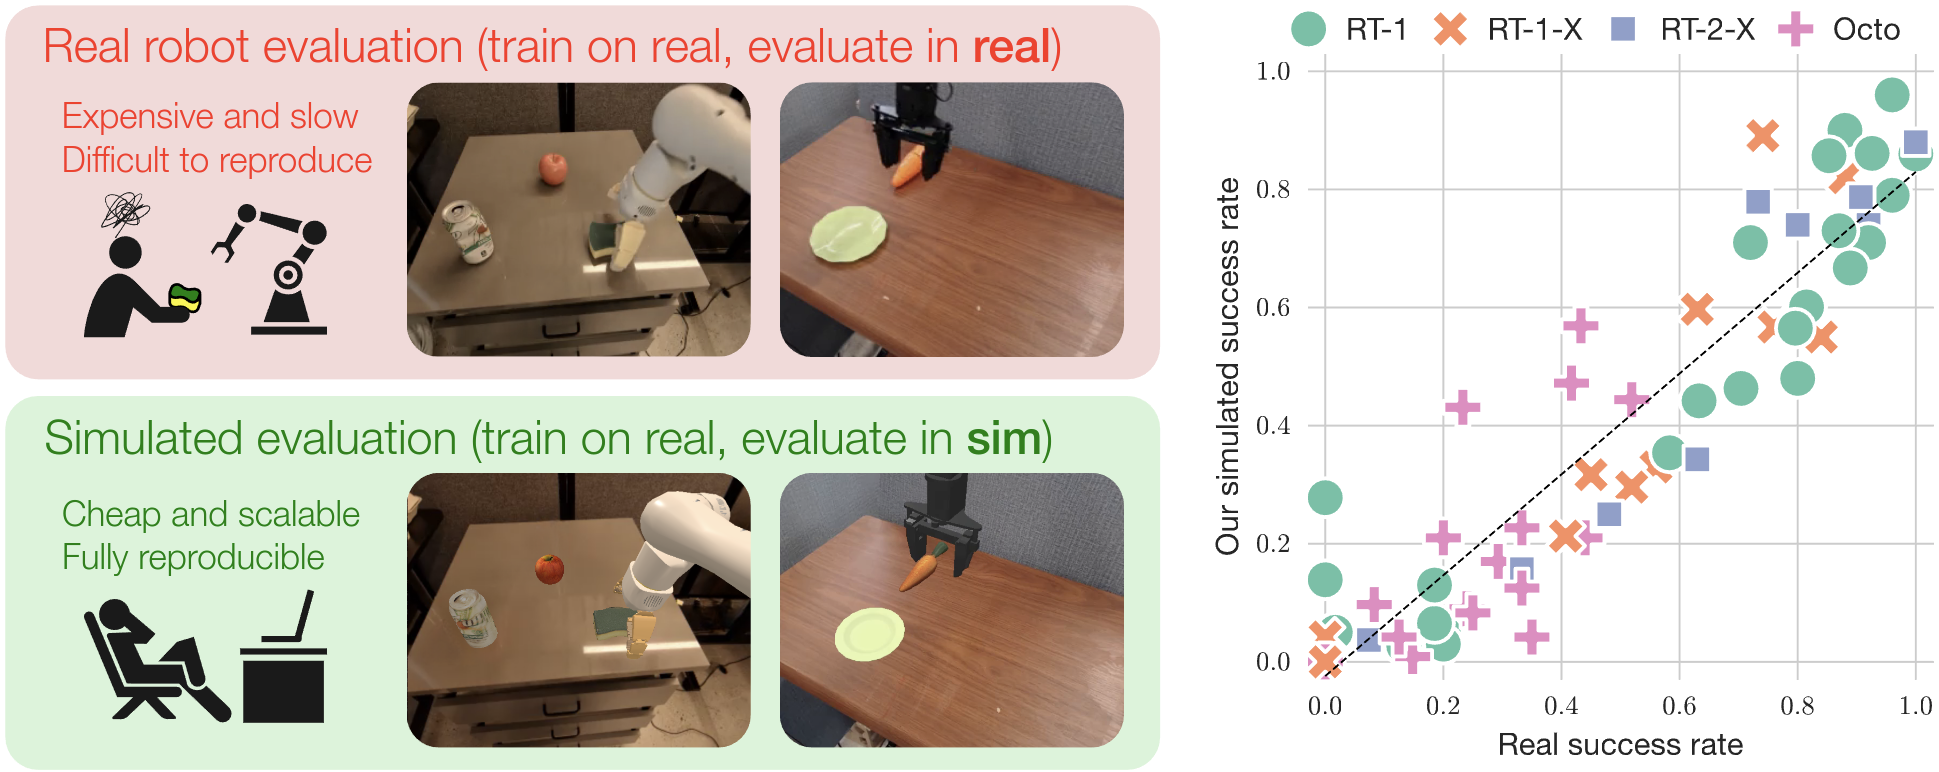 Real robot evaluation (train on real, evaluate in real)
Expensive and slow
Difficult to reproduce
Simulated evaluation (train on real, evaluate in sim)
Cheap and scalable
Fully reproducible
RT-1 RT-1-X RT-2-X Octo
Our simulated success rate
1.0
0.8
0.6
0.4
0.2
0.0
0.0 0.2 0.4 0.6 0.8 1.0
Real success rate